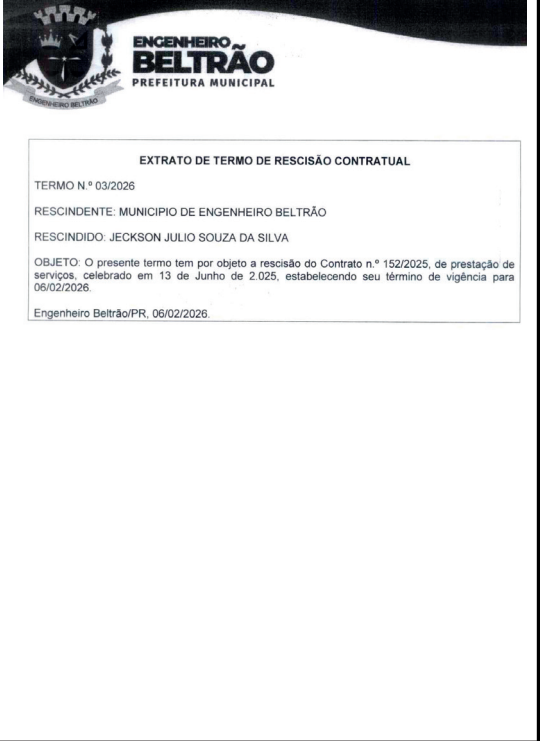 ENGENHEIRO
BELTRÃO
PREFEITURA MUNICIPAL
ENGENHEIRO BELTRÃO
EXTRATO DE TERMO DE RESCISÃO CONTRATUAL
TERMO N.º 03/2026
RESCINDENTE: MUNICIPIO DE ENGENHEIRO BELTRÃO
RESCINDIDO: JECKSON JULIO SOUZA DA SILVA
OBJETO: O presente termo tem por objeto a rescisão do Contrato n.º 152/2025, de prestação de
serviços, celebrado em 13 de Junho de 2.025, estabelecendo seu término de vigência para
06/02/2026.
Engenheiro Beltrão/PR, 06/02/2026.